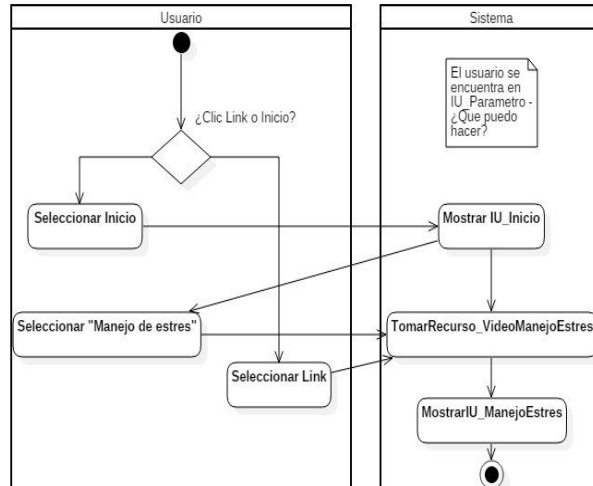 Usuario
Sistema
El usuario se
encuentra en
IU_Parametro -
¿Que puedo
hacer?
¿Clic Link o Inicio?
Seleccionar Inicio
Mostrar IU_Inicio
Seleccionar "Manejo de estres"
TomarRecurso_VideoManejoEstres
Seleccionar Link
MostrarIU_ManejoEstres